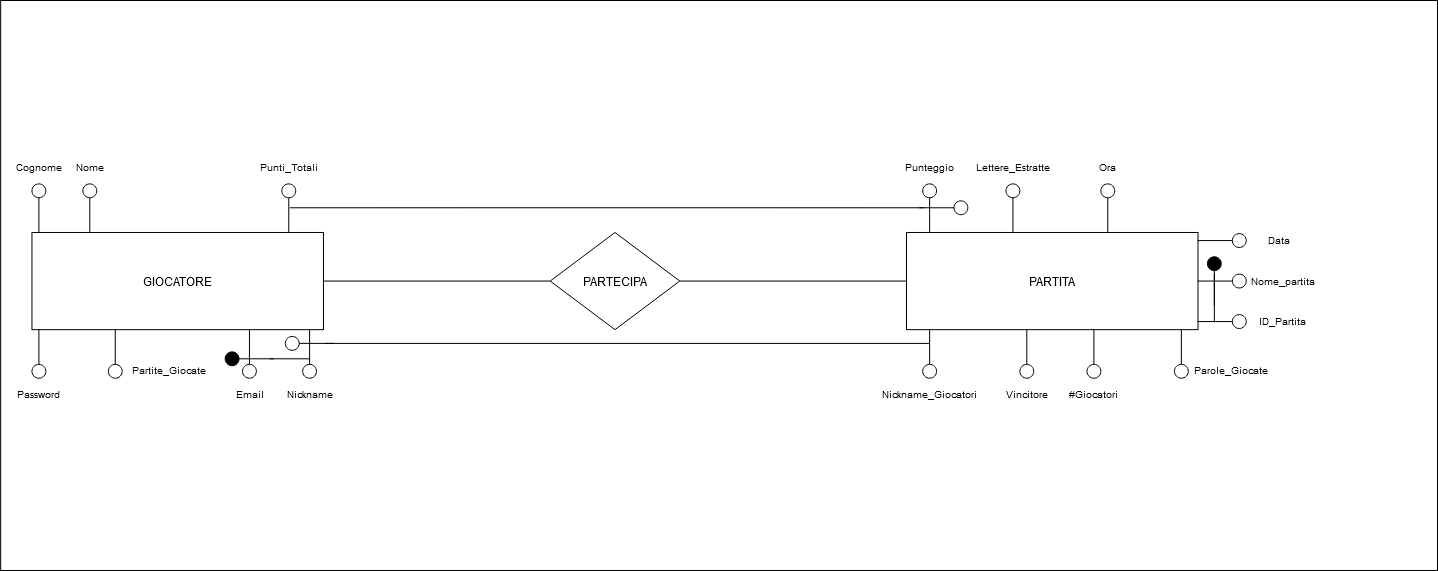 Cognome
Nome
Punti_Totali
Punteggio
Lettere_Estratte
Ora
Data
GIOCATORE
PARTECIPA
PARTITA
Nome_partita
ID_Partita
Partite_Giocate
Parole_Giocate
Password
Email
Nickname
Nickname_Giocatori
Vincitore
#Giocatori